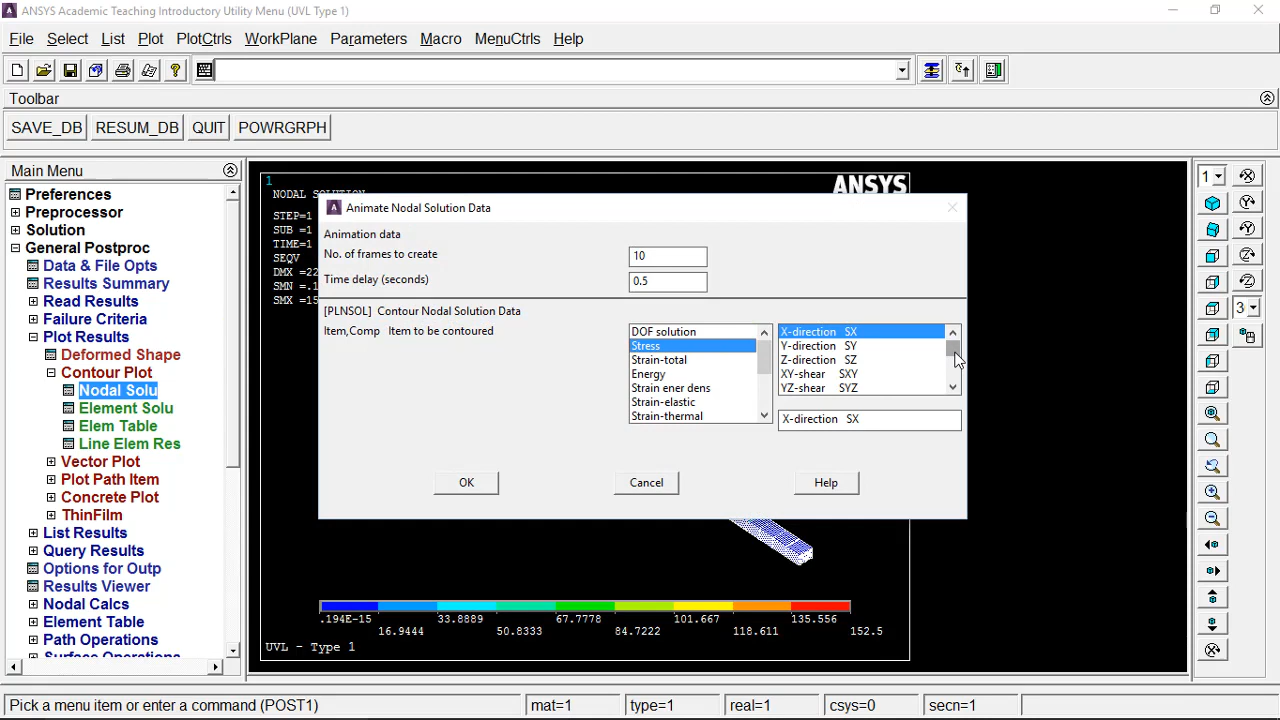 ANSYS Academic Teaching Introductory Utility Menu (UVL Type 1)
File Select List Plot PlotCtrls WorkPlane Parameters Macro MenuCtrls Help
Toolbar
SAVE_DB RESUM_DB QUIT POWRGRPH
Main Menu
Preferences
Preprocessor
Solution
General Postproc
Data & File Opts
Results Summary
Read Results
Failure Criteria
Plot Results
Deformed Shape
Contour Plot
Nodal Solu
Element Solu
Elem Table
Line Elem Res
Vector Plot
Plot Path Item
Concrete Plot
ThinFilm
List Results
Query Results
Options for Outp
Results Viewer
Nodal Calcs
Element Table
Path Operations
Surface Operations
1
NODAL SOLUTION
ANSYS
STEP=1
SUB =1
TIME=1
SEQV
DMX =22
SMN =.1
SMX =15
Animate Nodal Solution Data
Animation data
No. of frames to create 10
Time delay (seconds) 0.5
[PLNSOL] Contour Nodal Solution Data
Item,Comp Item to be contoured
DOF solution
Stress
Strain-total
Energy
Strain ener dens
Strain-elastic
Strain-thermal
X-direction SX
Y-direction SY
Z-direction SZ
XY-shear SXY
YZ-shear SYZ
X-direction SX
OK Cancel Help
.194E-15 33.8889 67.7778 101.667 135.556
16.9444 50.8333 84.7222 118.611 152.5
UVL - Type 1
1
3
Pick a menu item or enter a command (POST1) mat=1 type=1 real=1 csys=0 secn=1